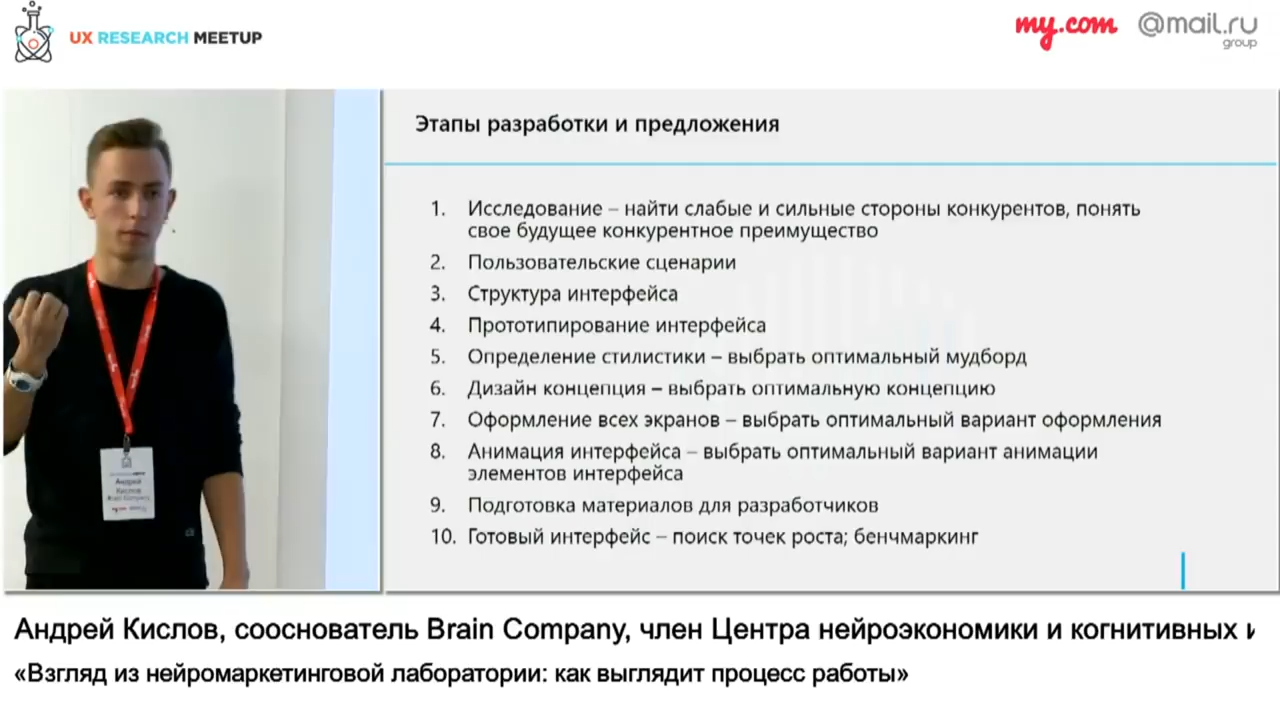 UX RESEARCH MEETUP
my.com @mail.ru
group
Этапы разработки и предложения
1. Исследование – найти слабые и сильные стороны конкурентов, понять
свое будущее конкурентное преимущество
2. Пользовательские сценарии
3. Структура интерфейса
4. Прототипирование интерфейса
5. Определение стилистики – выбрать оптимальный мудборд
6. Дизайн концепция – выбрать оптимальную концепцию
7. Оформление всех экранов – выбрать оптимальный вариант оформления
8. Анимация интерфейса – выбрать оптимальный вариант анимации
элементов интерфейса
9. Подготовка материалов для разработчиков
10. Готовый интерфейс – поиск точек роста; бенчмаркинг
Андрей
Кислов
Brain Company
Андрей Кислов, сооснователь Brain Company, член Центра нейроэкономики и когнитивных
«Взгляд из нейромаркетинговой лаборатории: как выглядит процесс работы»